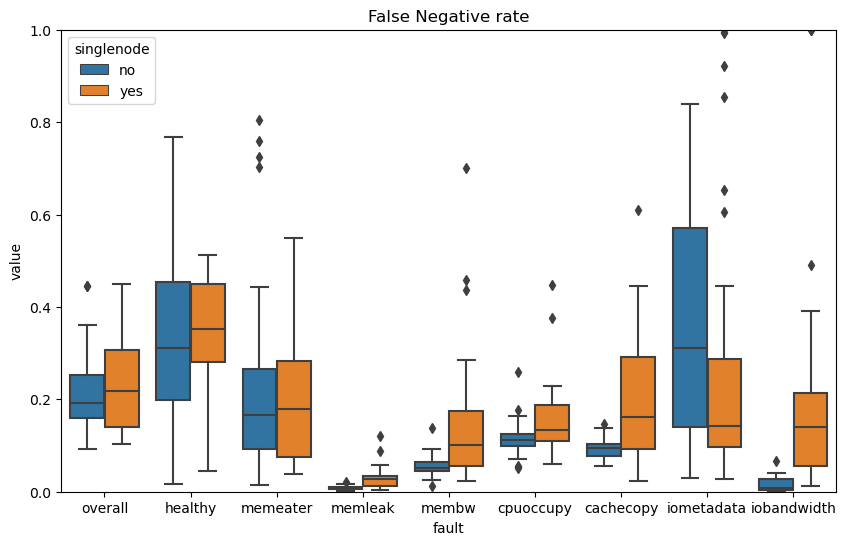 False Negative rate
singlenode
no
yes
1.0
0.8
0.6
0.4
0.2
0.0
value
overall healthy memeater memleak membw cpuoccupy cachecopy iometadata iobandwidth
fault